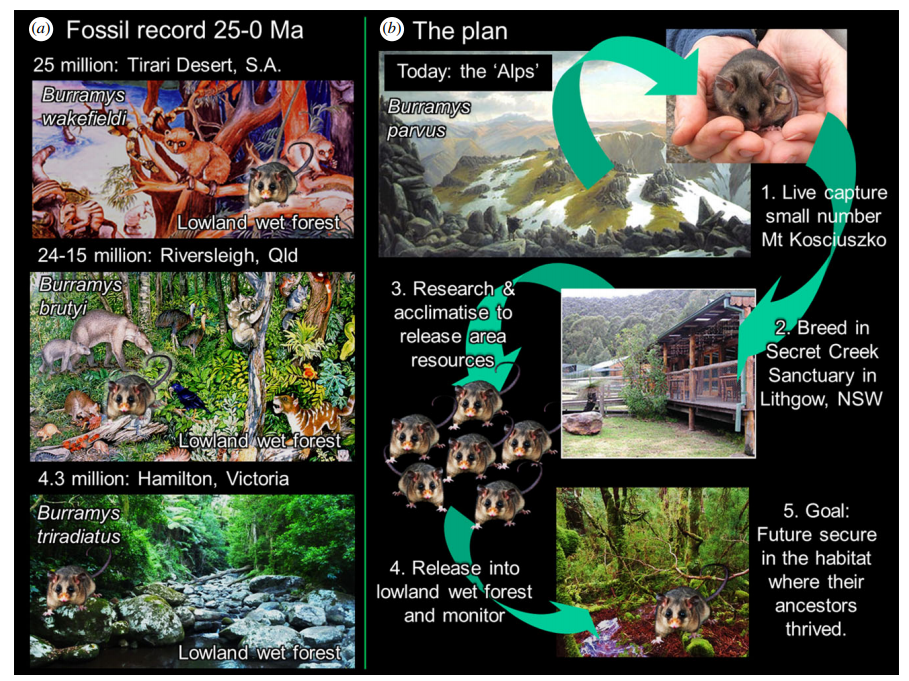 (a) Fossil record 25-0 Ma
25 million: Tirari Desert, S.A.
Burramys
wakefieldi
Lowland wet forest
24-15 million: Riversleigh, Qld
Burramys
brutyi
Lowland wet forest
4.3 million: Hamilton, Victoria
Burramys
triradiatus
Lowland wet forest
(b) The plan
Today: the ‘Alps’
Burramys
parvus
1. Live capture
small number
Mt Kosciuszko
2. Breed in
Secret Creek
Sanctuary in
Lithgow, NSW
3. Research &
acclimatise to
release area
resources
4. Release into
lowland wet forest
and monitor
5. Goal:
Future secure
in the habitat
where their
ancestors
thrived.